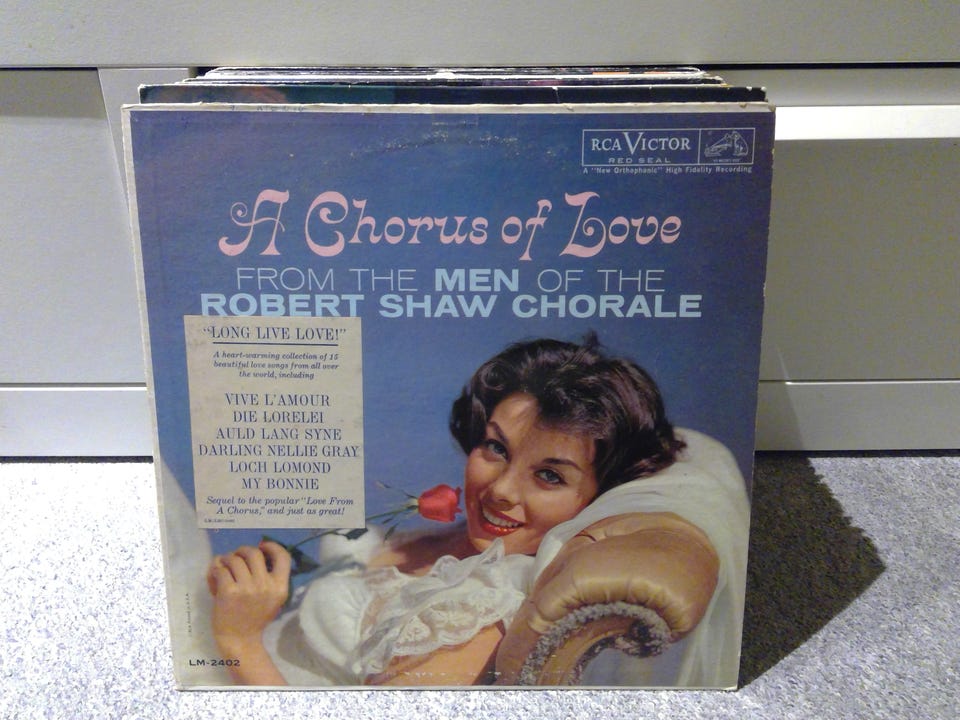 RCA VICTOR
RED SEAL
A "New Orthophonic" High Fidelity Recording
A Chorus of Love
FROM THE MEN OF THE
ROBERT SHAW CHORALE
"LONG LIVE LOVE!"
A heart-warming collection of 15
beautiful love songs from all over
the world, including
VIVE L'AMOUR
DIE LORELEI
AULD LANG SYNE
DARLING NELLIE GRAY
LOCH LOMOND
MY BONNIE
Sequel to the popular "Love From
A Chorus," and just as great!
LM-2402